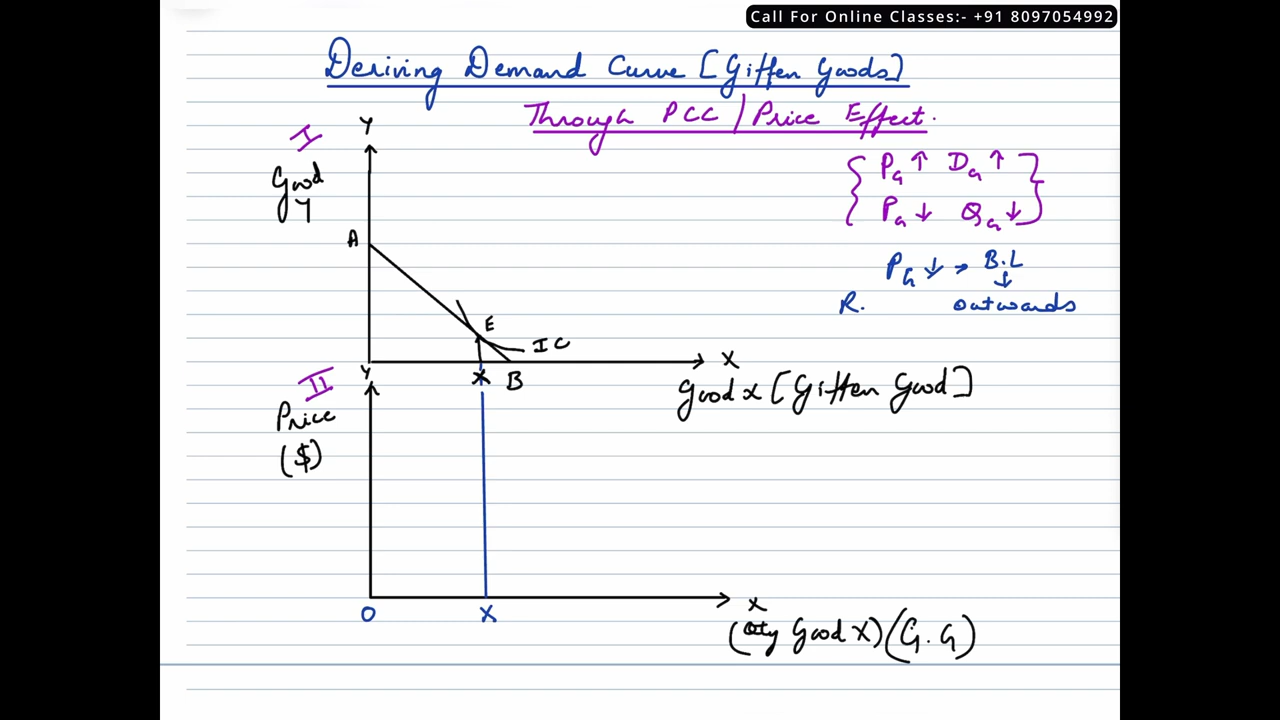 Call For Online Classes:- +91 8097054992
Deriving Demand Curve [Giffen Goods]
Through PCC / Price Effect.
I
Y
Good
Y
{ PG ↑ DG ↑ }
{ PG ↓ QG ↓ }
PG ↓ → B.L
↓
R. outwards
A
E
IC
X
X B
Good x [Giffen Good]
II
Y
Price
($)
O X
X
(Qty Good X) (G.G)